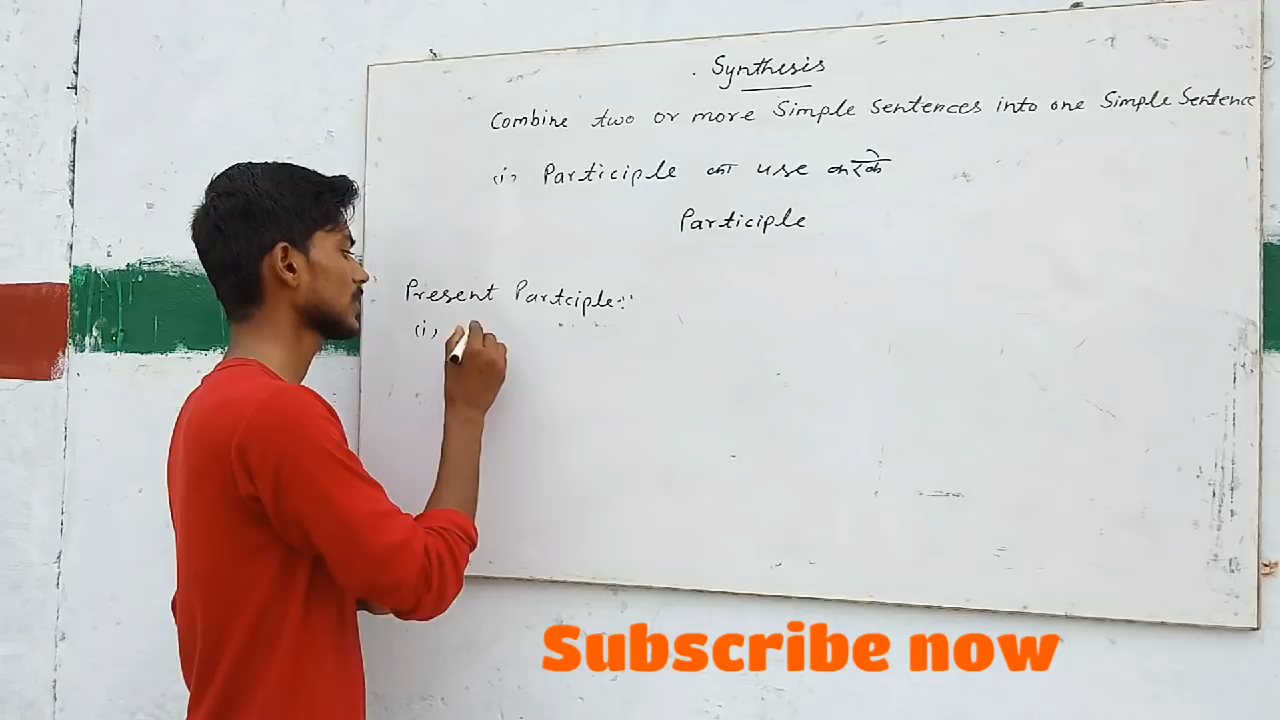 Synthesis
Combine two or more Simple Sentences into one Simple Sentence
(i) Participle का use करके
Participle
Present Partciple:-
(i)
Subscribe now